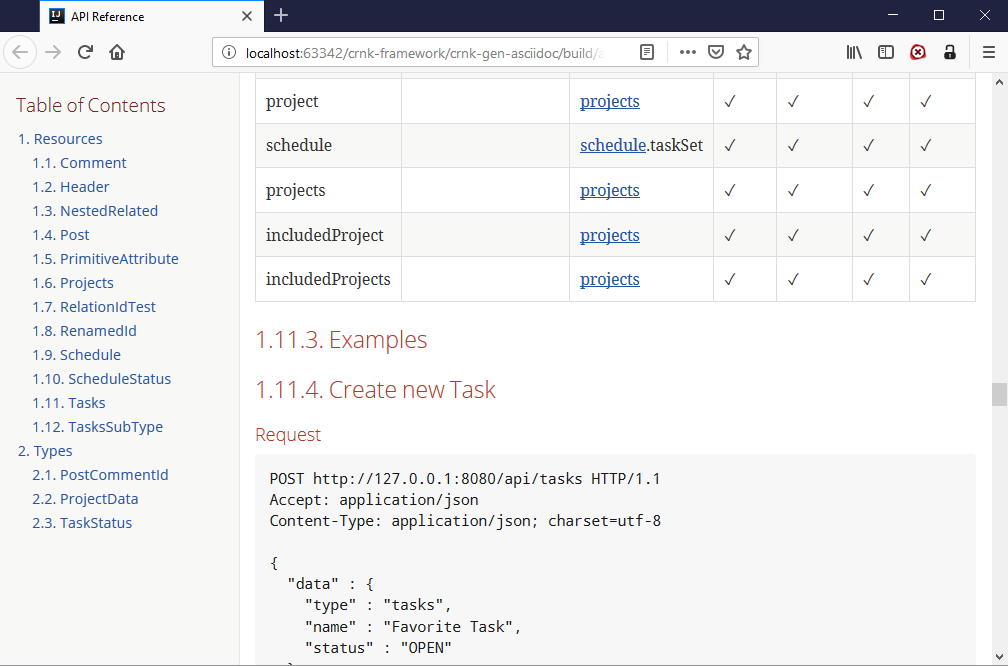 API Reference
localhost:63342/crnk-framework/crnk-gen-asciidoc/build/
Table of Contents
1. Resources
1.1. Comment
1.2. Header
1.3. NestedRelated
1.4. Post
1.5. PrimitiveAttribute
1.6. Projects
1.7. RelationIdTest
1.8. RenamedId
1.9. Schedule
1.10. ScheduleStatus
1.11. Tasks
1.12. TasksSubType
2. Types
2.1. PostCommentId
2.2. ProjectData
2.3. TaskStatus
project projects ✓ ✓ ✓ ✓
schedule schedule.taskSet ✓ ✓ ✓ ✓
projects projects ✓ ✓ ✓ ✓
includedProject projects ✓ ✓ ✓ ✓
includedProjects projects ✓ ✓ ✓ ✓
1.11.3. Examples
1.11.4. Create new Task
Request
POST http://127.0.0.1:8080/api/tasks HTTP/1.1
Accept: application/json
Content-Type: application/json; charset=utf-8
{
"data" : {
"type" : "tasks",
"name" : "Favorite Task",
"status" : "OPEN"